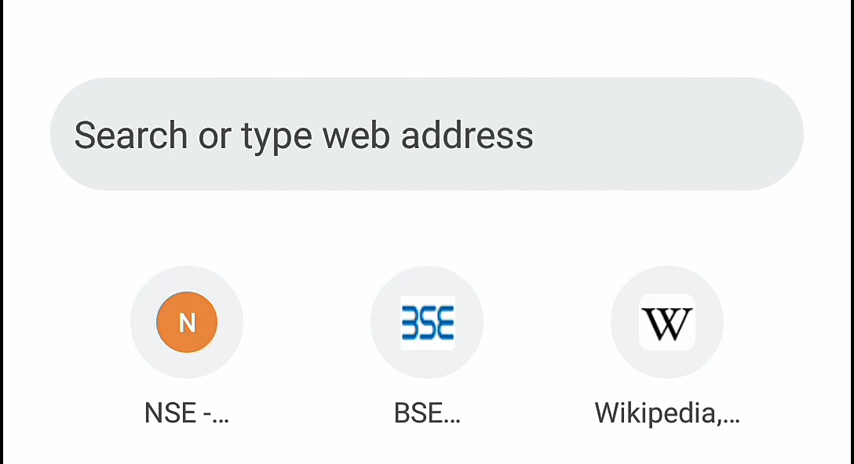 Search or type web address
N
BSE
W
NSE -...
BSE...
Wikipedia,...